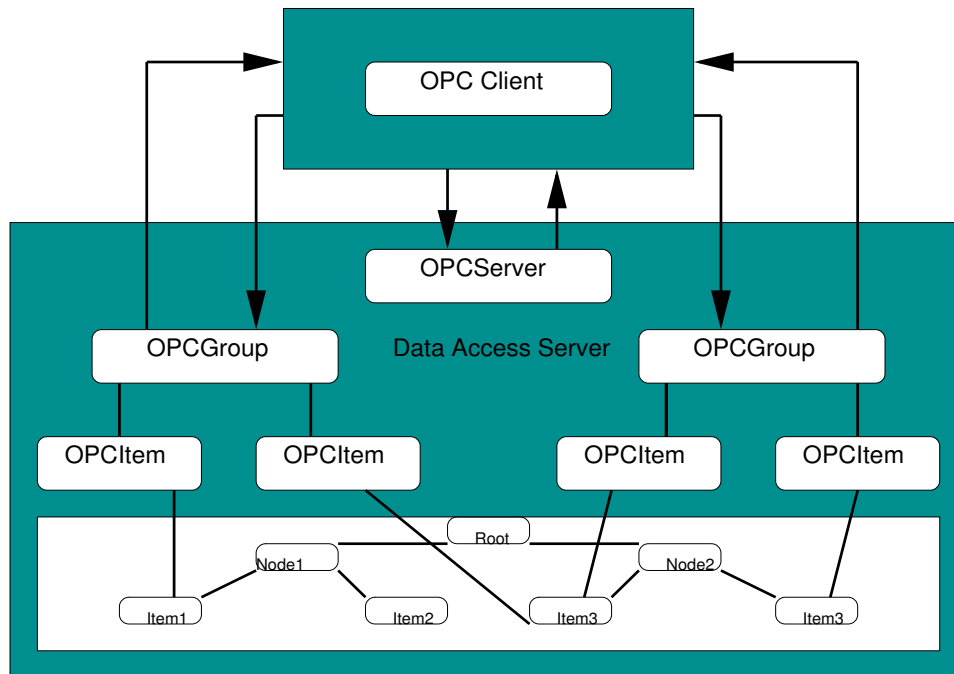 OPC Client
OPCServer
OPCGroup
Data Access Server
OPCGroup
OPCItem
OPCItem
OPCItem
OPCItem
Root
Node1
Node2
Item1
Item2
Item3
Item3